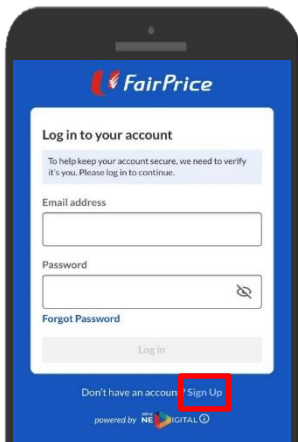 FairPrice
Log in to your account
To help keep your account secure, we need to verify
it's you. Please log in to continue.
Email address
Password
Forgot Password
Log in
Don't have an account? Sign Up
powered by NE DIGITAL